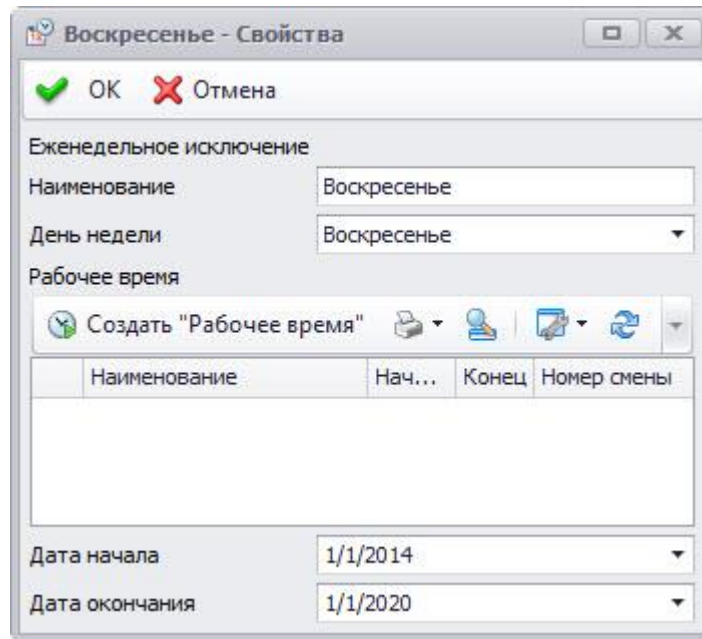 Воскресенье - Свойства
ОК Отмена
Еженедельное исключение
Наименование Воскресенье
День недели Воскресенье
Рабочее время
Создать "Рабочее время"
Наименование Нач... Конец Номер смены
Дата начала 1/1/2014
Дата окончания 1/1/2020